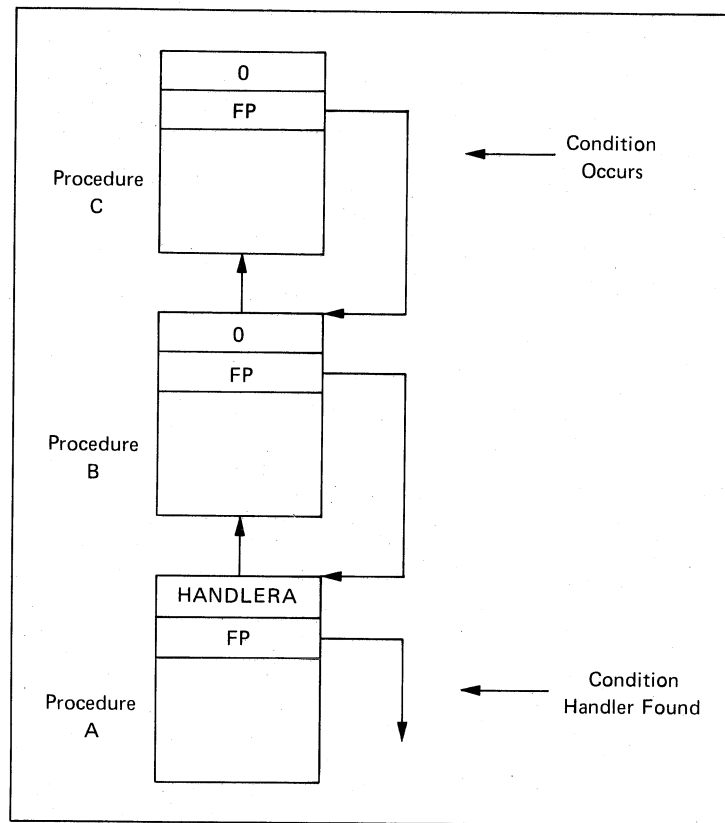 0
FP
Condition
Occurs
Procedure
C
0
FP
Procedure
B
HANDLERA
FP
Condition
Handler Found
Procedure
A